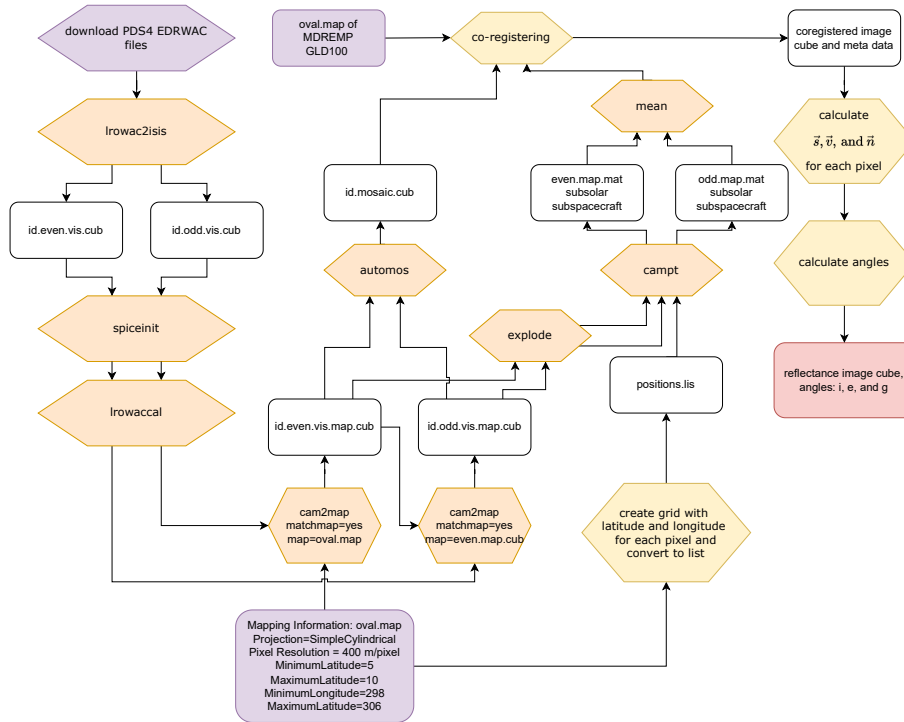 download PDS4 EDRWAC
files
oval.map of
MDREMP
GLD100
co-registering
coregistered image
cube and meta data
lrowac2isis
mean
calculate
s⃗, v⃗, and n⃗
for each pixel
id.mosaic.cub
even.map.mat
subsolar
subspacecraft
odd.map.mat
subsolar
subspacecraft
id.even.vis.cub
id.odd.vis.cub
automos
campt
calculate angles
spiceinit
explode
reflectance image cube,
angles: i, e, and g
positions.lis
lrowaccal
id.even.vis.map.cub
id.odd.vis.map.cub
cam2map
matchmap=yes
map=oval.map
cam2map
matchmap=yes
map=even.map.cub
create grid with
latitude and longitude
for each pixel and
convert to list
Mapping Information: oval.map
Projection=SimpleCylindrical
Pixel Resolution = 400 m/pixel
MinimumLatitude=5
MaximumLatitude=10
MinimumLongitude=298
MaximumLatitude=306